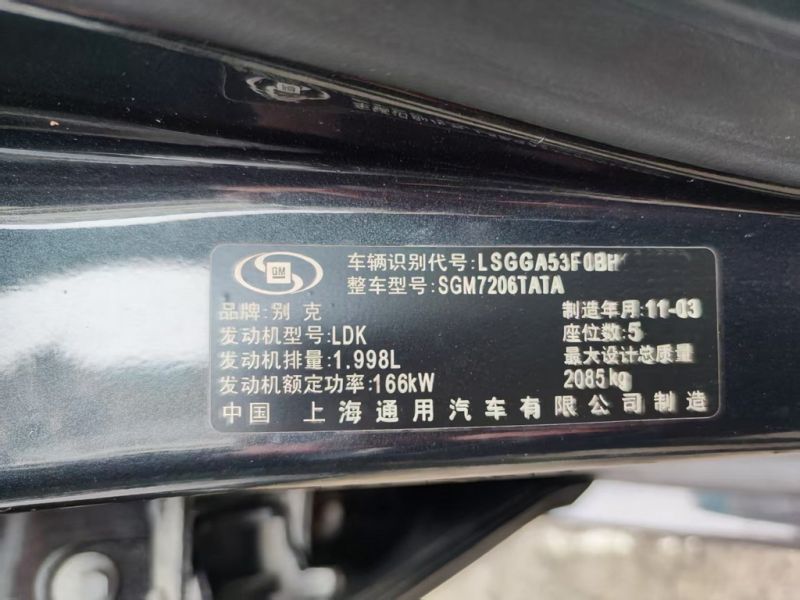 GM
车辆识别代号:LSGGA53F0BH
整车型号:SGM7206TATA
品牌:别克 制造年月:11-03
发动机型号:LDK 座位数:5
发动机排量:1.998L 最大设计总质量
发动机额定功率:166kW 2085kg
中国 上海通用汽车有限公司制造